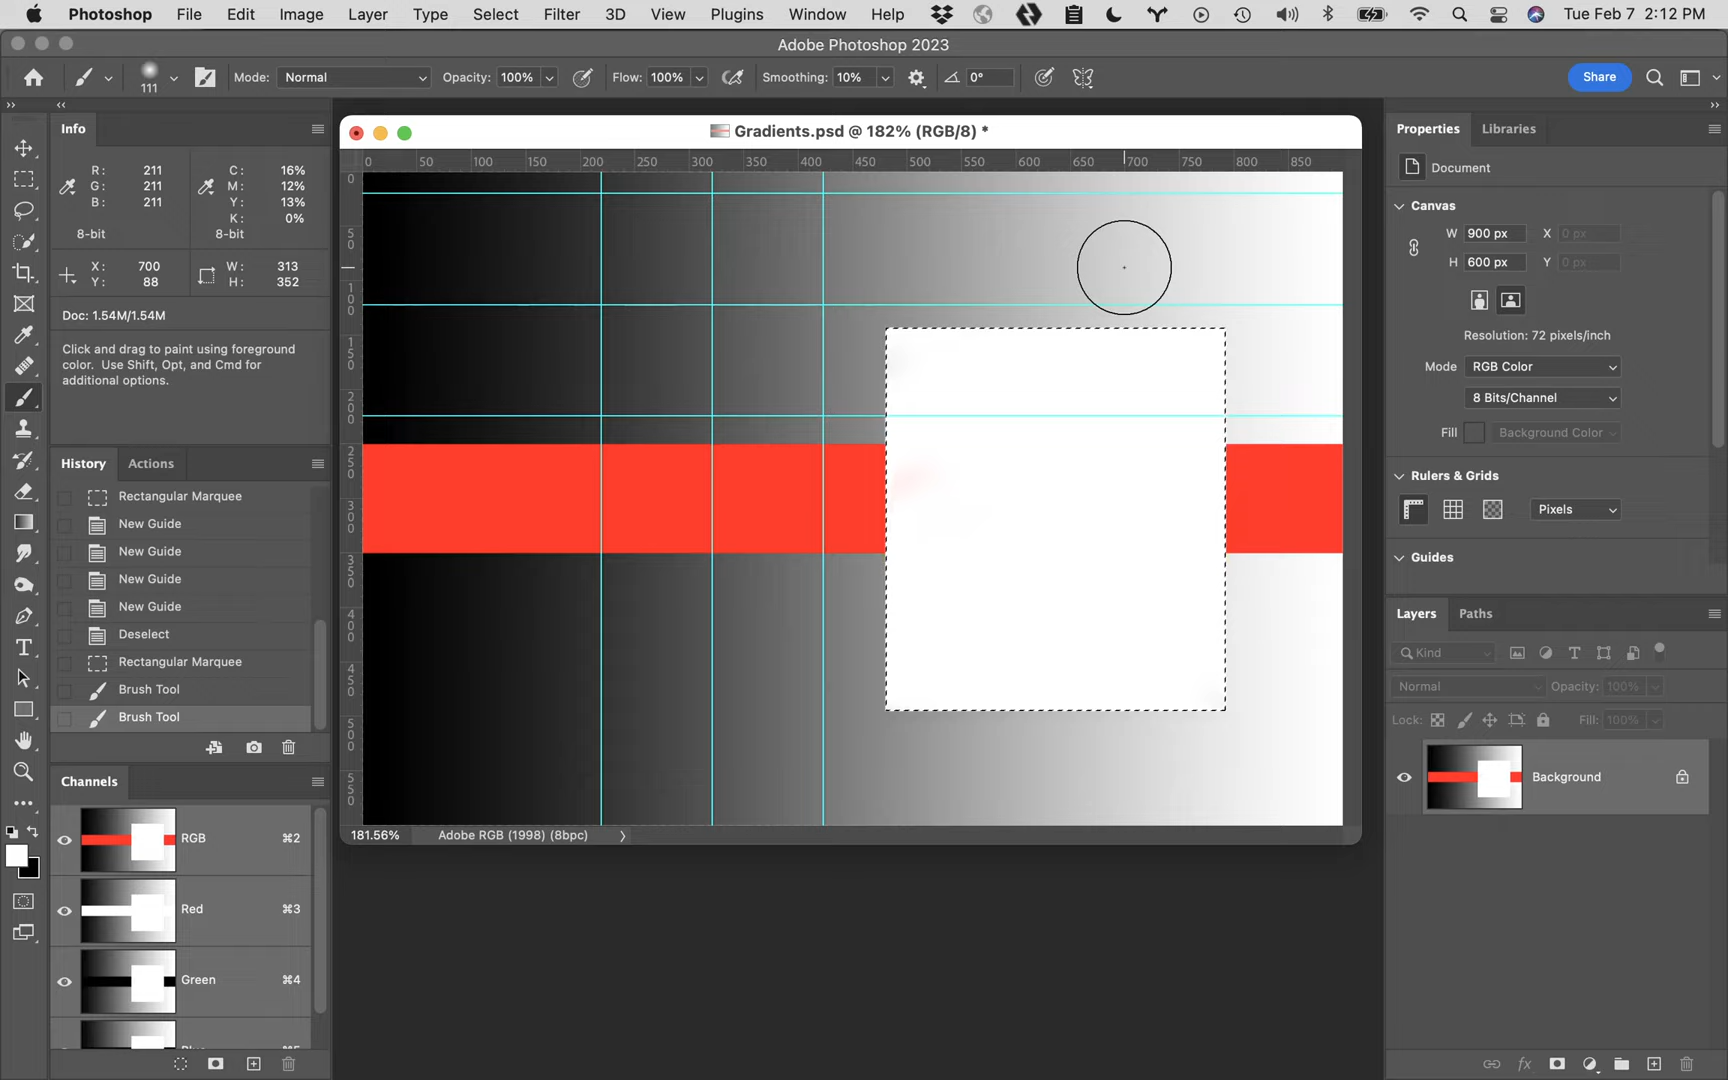 Photoshop File Edit Image Layer Type Select Filter 3D View Plugins Window Help Tue Feb 7 2:12 PM
Adobe Photoshop 2023
111 Mode: Normal Opacity: 100% Flow: 100% Smoothing: 10% 0° Share
Info
R: 211 C: 16%
G: 211 M: 12%
B: 211 Y: 13%
K: 0%
8-bit 8-bit
X: 700 W: 313
Y: 88 H: 352
Doc: 1.54M/1.54M
Click and drag to paint using foreground
color. Use Shift, Opt, and Cmd for
additional options.
History Actions
Rectangular Marquee
New Guide
New Guide
New Guide
New Guide
Deselect
Rectangular Marquee
Brush Tool
Brush Tool
Channels
RGB ⌘2
Red ⌘3
Green ⌘4
Gradients.psd @ 182% (RGB/8) *
0 50 100 150 200 250 300 350 400 450 500 550 600 650 700 750 800 850
0
50
100
150
200
250
300
350
400
450
500
550
181.56% Adobe RGB (1998) (8bpc)
Properties Libraries
Document
Canvas
W 900 px X 0 px
H 600 px Y 0 px
Resolution: 72 pixels/inch
Mode RGB Color
8 Bits/Channel
Fill Background Color
Rulers & Grids
Pixels
Guides
Layers Paths
Kind
Normal Opacity: 100%
Lock: Fill: 100%
Background
fx